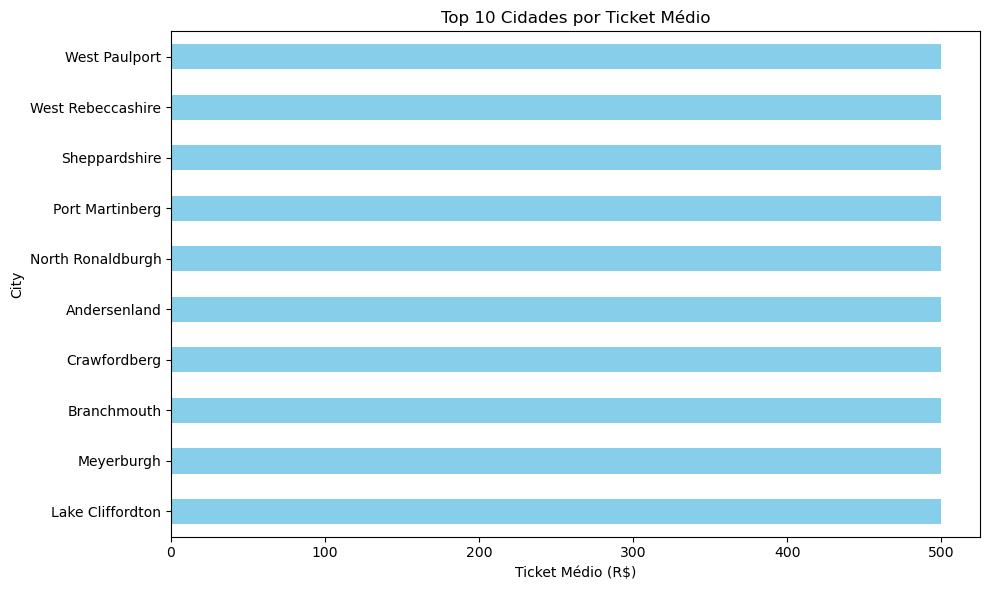 Top 10 Cidades por Ticket Médio
West Paulport
West Rebeccashire
Sheppardshire
Port Martinberg
North Ronaldburgh
Andersenland
Crawfordberg
Branchmouth
Meyerburgh
Lake Cliffordton
City
0 100 200 300 400 500
Ticket Médio (R$)